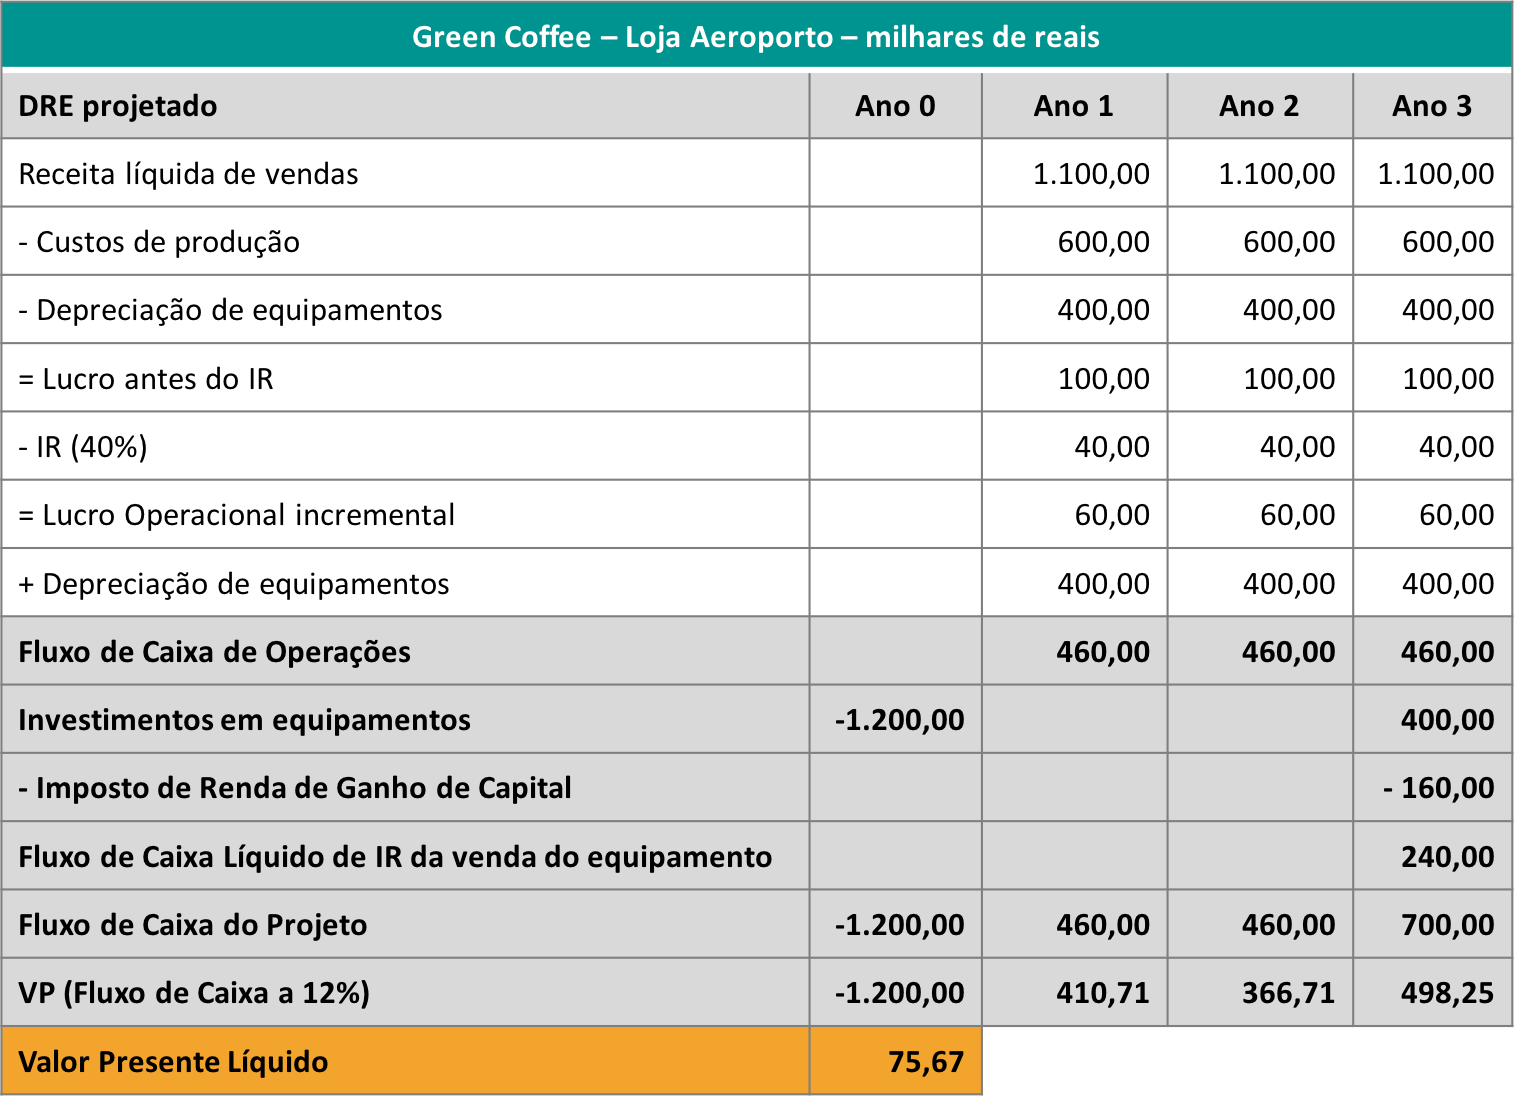 Green Coffee – Loja Aeroporto – milhares de reais
DRE projetado Ano 0 Ano 1 Ano 2 Ano 3
Receita líquida de vendas 1.100,00 1.100,00 1.100,00
- Custos de produção 600,00 600,00 600,00
- Depreciação de equipamentos 400,00 400,00 400,00
= Lucro antes do IR 100,00 100,00 100,00
- IR (40%) 40,00 40,00 40,00
= Lucro Operacional incremental 60,00 60,00 60,00
+ Depreciação de equipamentos 400,00 400,00 400,00
Fluxo de Caixa de Operações 460,00 460,00 460,00
Investimentos em equipamentos -1.200,00 400,00
- Imposto de Renda de Ganho de Capital - 160,00
Fluxo de Caixa Líquido de IR da venda do equipamento 240,00
Fluxo de Caixa do Projeto -1.200,00 460,00 460,00 700,00
VP (Fluxo de Caixa a 12%) -1.200,00 410,71 366,71 498,25
Valor Presente Líquido 75,67